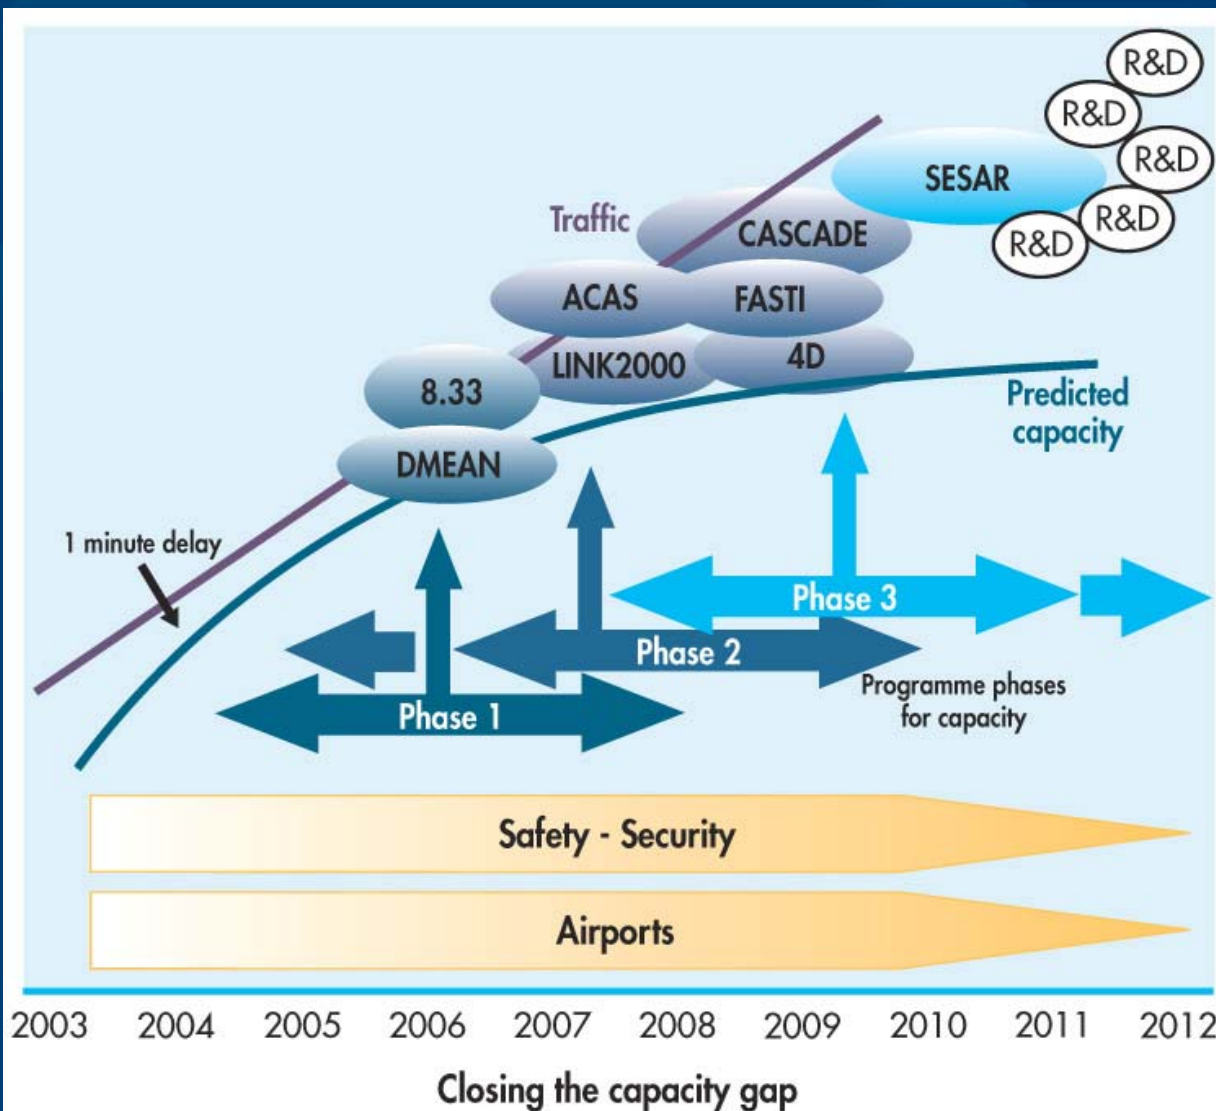 R&D
R&D
R&D
SESAR
R&D
Traffic
CASCADE
R&D
ACAS
FASTI
LINK2000
4D
8.33
Predicted
capacity
DMEAN
1 minute delay
Phase 3
Phase 2
Programme phases
for capacity
Phase 1
Safety - Security
Airports
2003 2004 2005 2006 2007 2008 2009 2010 2011 2012
Closing the capacity gap